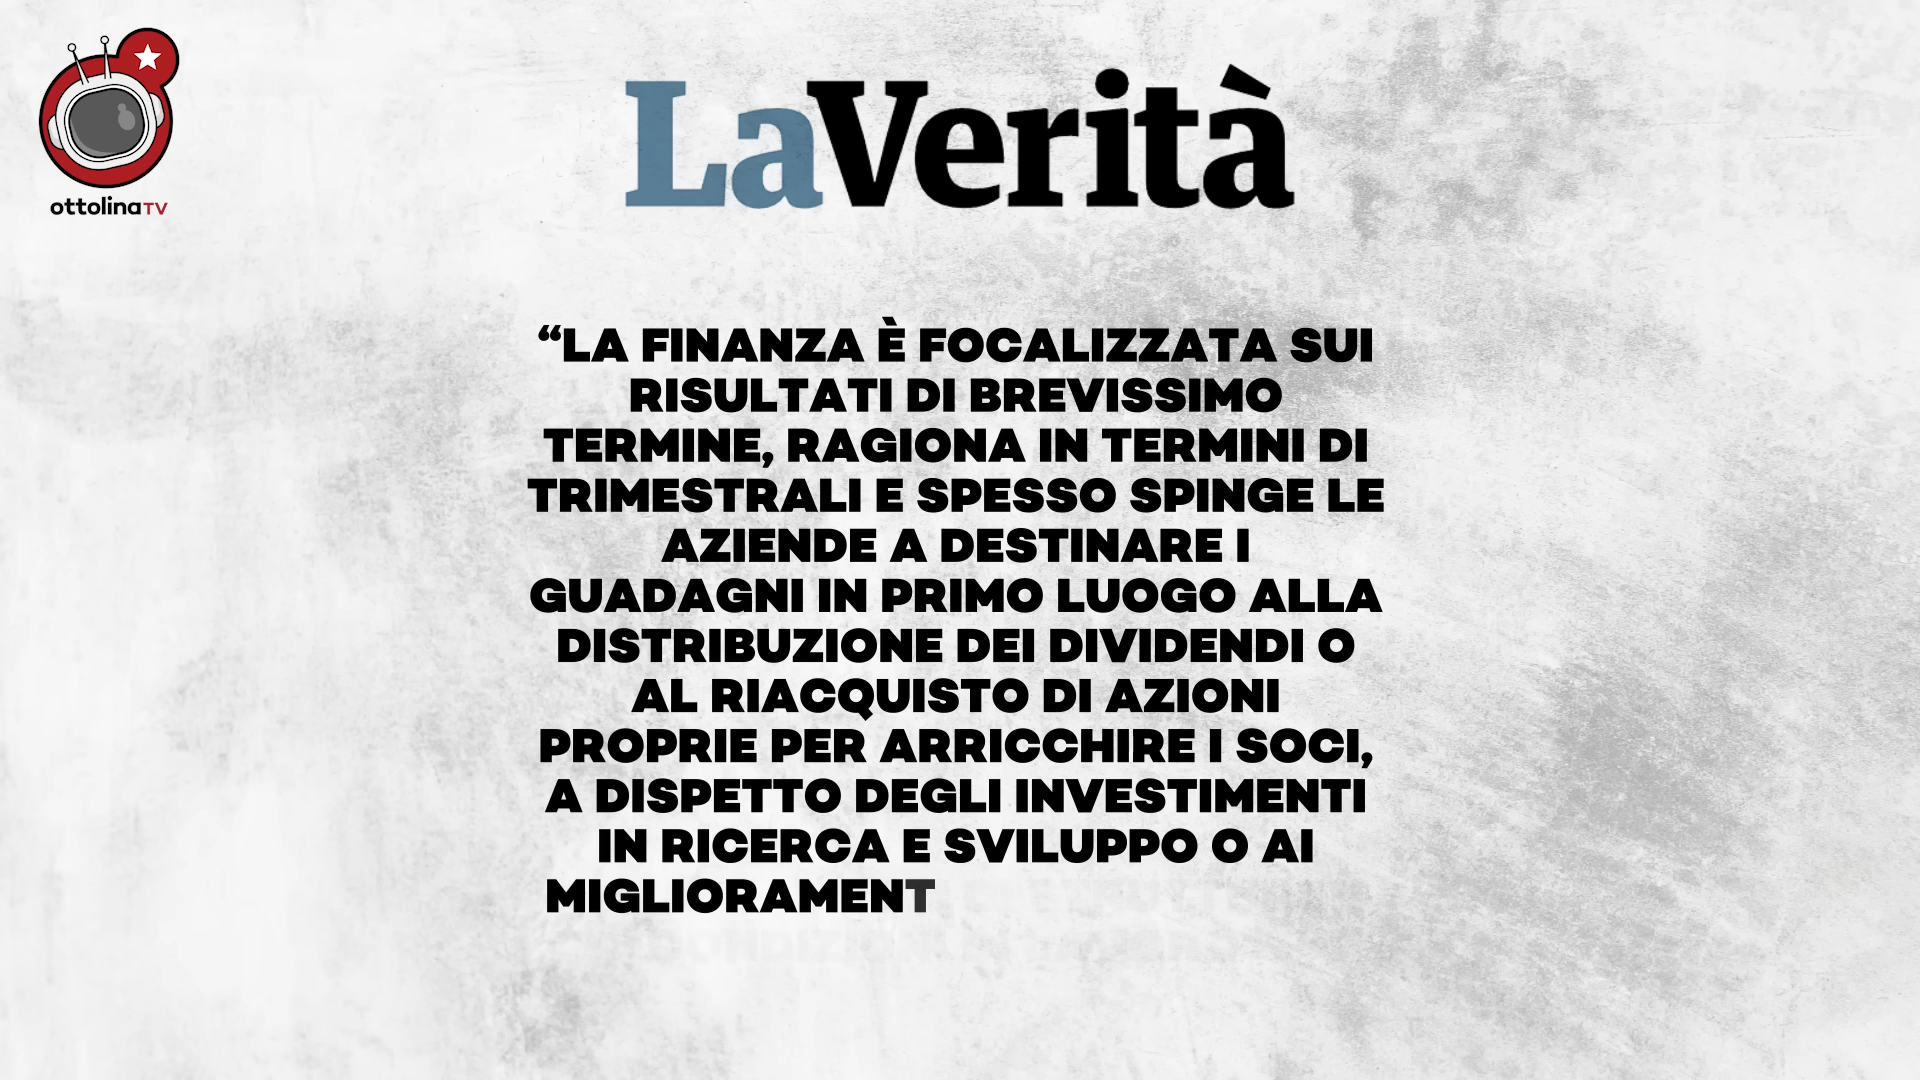 ottolinaTV
LaVerità
“LA FINANZA È FOCALIZZATA SUI
RISULTATI DI BREVISSIMO
TERMINE, RAGIONA IN TERMINI DI
TRIMESTRALI E SPESSO SPINGE LE
AZIENDE A DESTINARE I
GUADAGNI IN PRIMO LUOGO ALLA
DISTRIBUZIONE DEI DIVIDENDI O
AL RIACQUISTO DI AZIONI
PROPRIE PER ARRICCHIRE I SOCI,
A DISPETTO DEGLI INVESTIMENTI
IN RICERCA E SVILUPPO O AI
MIGLIORAMENT